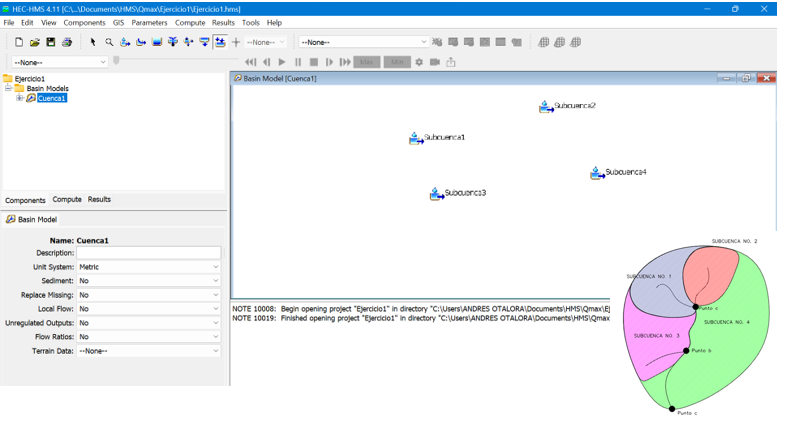 HEC-HMS 4.11 [C:\...\Documents\HMS\Qmax\Ejercicio1\Ejercicio1.hms]
File Edit View Components GIS Parameters Compute Results Tools Help
--None-- --None--
--None--
Ejercicio1
Basin Models
Cuenca1
Components Compute Results
Basin Model
Name: Cuenca1
Description:
Unit System: Metric
Sediment: No
Replace Missing: No
Local Flow: No
Unregulated Outputs: No
Flow Ratios: No
Terrain Data: --None--
Basin Model [Cuenca1]
Subcuenca2
Subcuenca1
Subcuenca4
Subcuenca3
NOTE 10008: Begin opening project "Ejercicio1" in directory "C:\Users\ANDRES OTALORA\Documents\HMS\Qmax\Ej
NOTE 10019: Finished opening project "Ejercicio1" in directory "C:\Users\ANDRES OTALORA\Documents\HMS\Qmax
SUBCUENCA NO. 2
SUBCUENCA NO. 1
Punto c
SUBCUENCA NO. 4
SUBCUENCA NO. 3
Punto b
Punto c